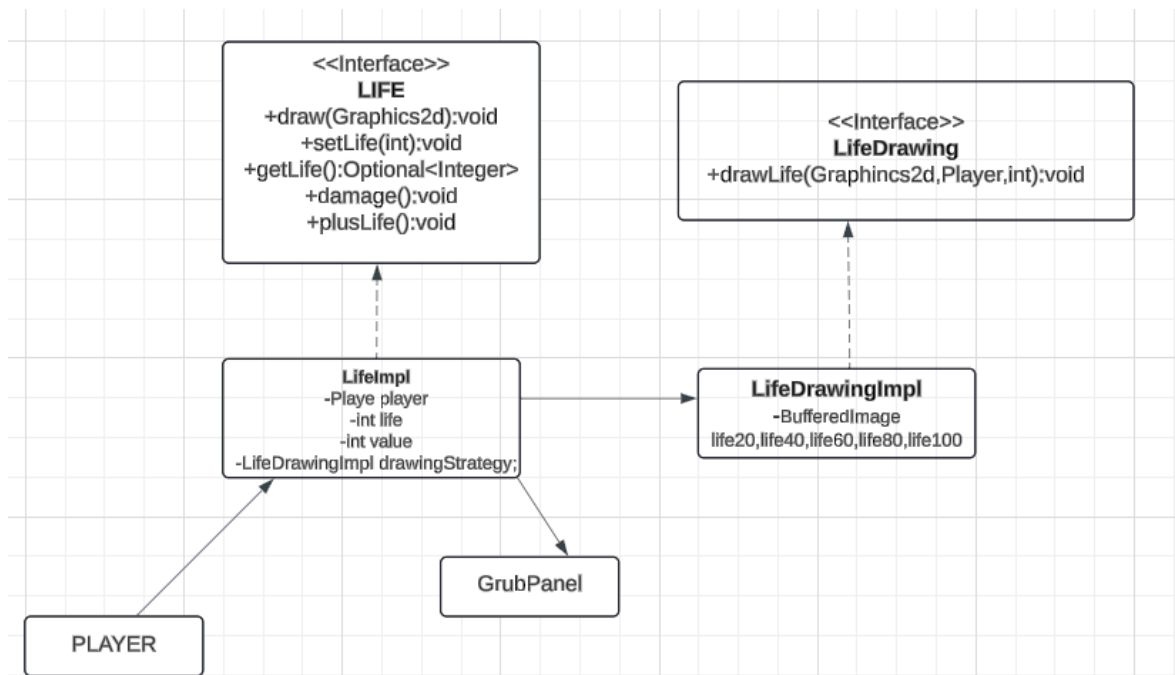 <<Interface>>
LIFE
+draw(Graphics2d):void
+setLife(int):void
+getLife():Optional<Integer>
+damage():void
+plusLife():void
<<Interface>>
LifeDrawing
+drawLife(Graphincs2d,Player,int):void
LifeImpl
-Playe player
-int life
-int value
-LifeDrawingImpl drawingStrategy;
LifeDrawingImpl
-BufferedImage
life20,life40,life60,life80,life100
GrubPanel
PLAYER